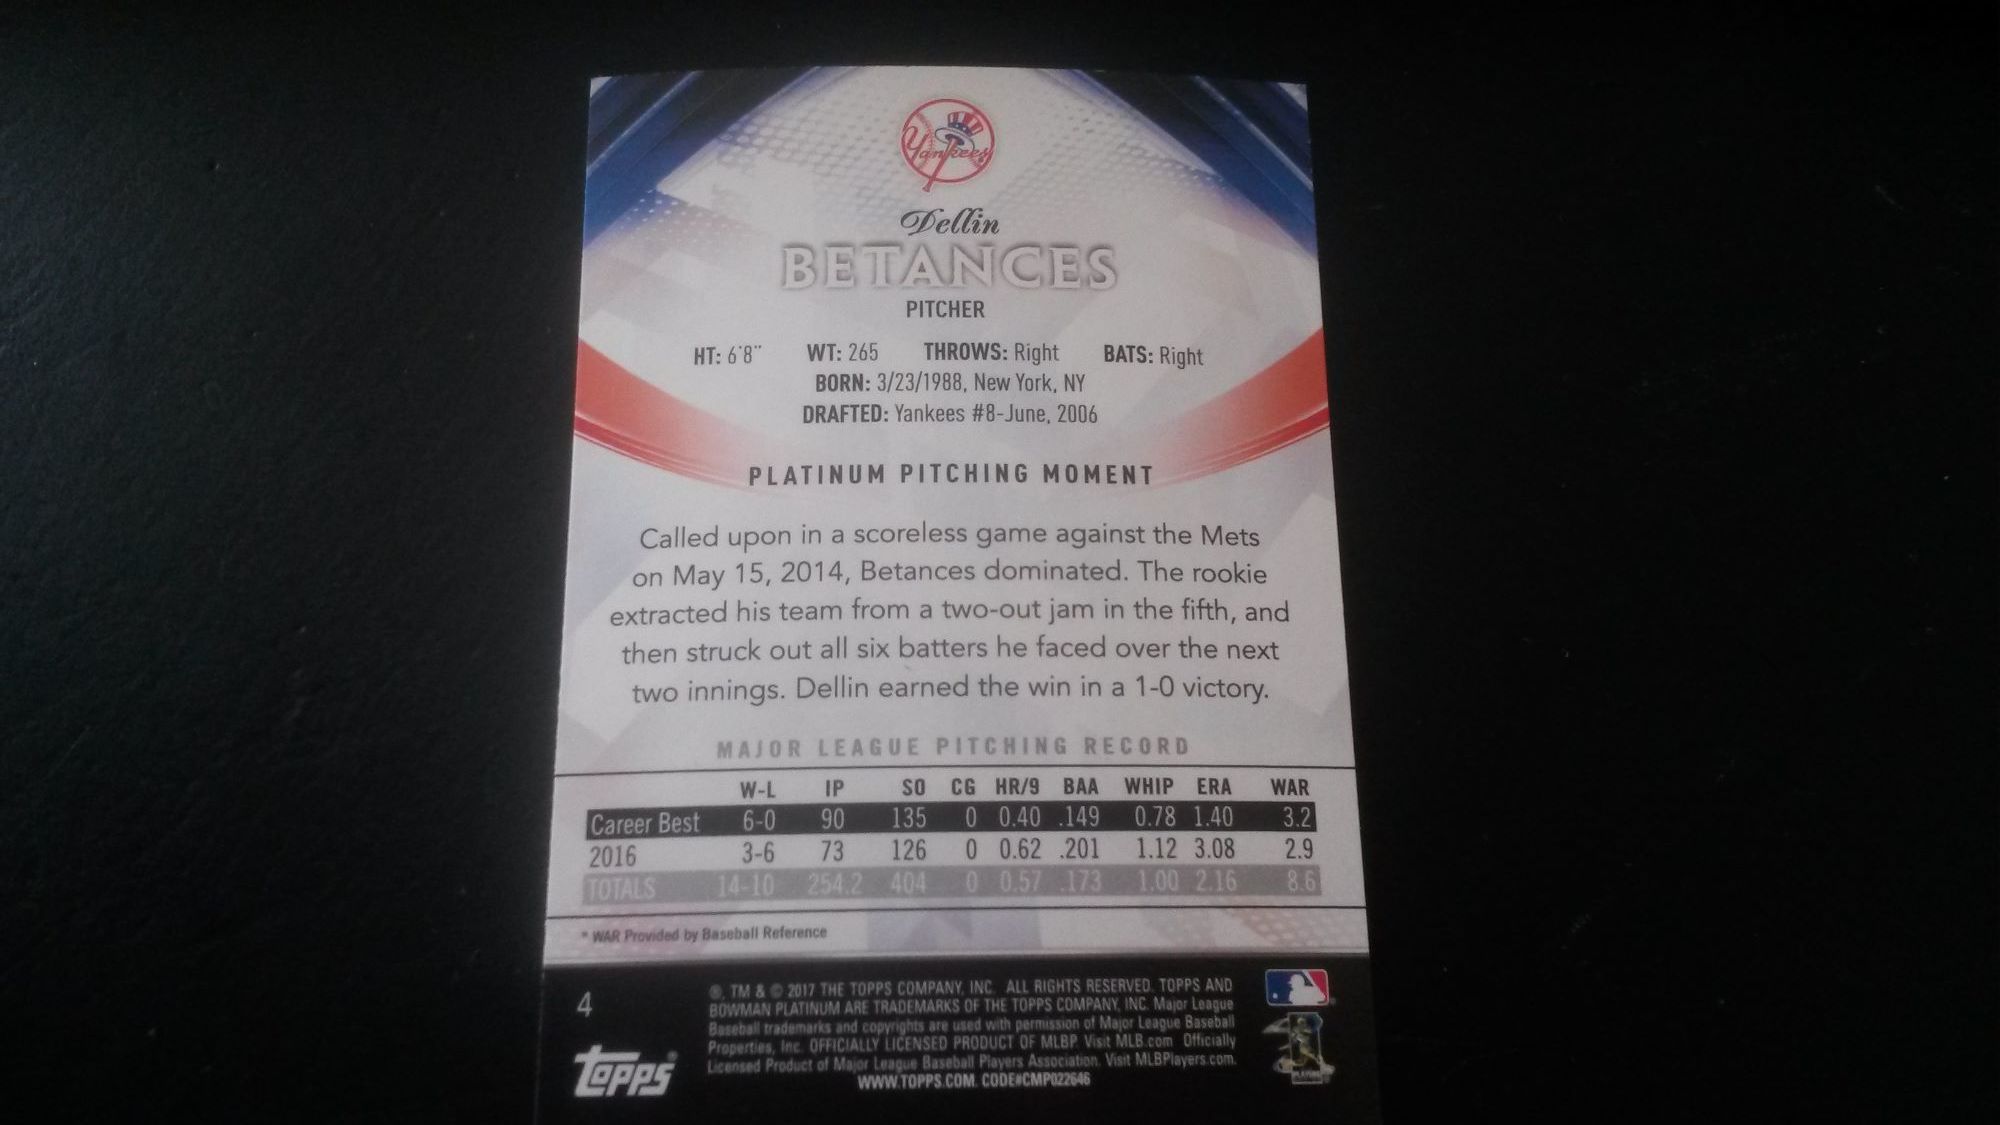 Yankees
Dellin
BETANCES
PITCHER
HT: 6'8" WT: 265 THROWS: Right BATS: Right
BORN: 3/23/1988, New York, NY
DRAFTED: Yankees #8-June, 2006
PLATINUM PITCHING MOMENT
Called upon in a scoreless game against the Mets
on May 15, 2014, Betances dominated. The rookie
extracted his team from a two-out jam in the fifth, and
then struck out all six batters he faced over the next
two innings. Dellin earned the win in a 1-0 victory.
MAJOR LEAGUE PITCHING RECORD
W-L IP SO CG HR/9 BAA WHIP ERA WAR
Career Best 6-0 90 135 0 0.40 .149 0.78 1.40 3.2
2016 3-6 73 126 0 0.62 .201 1.12 3.08 2.9
TOTALS 14-10 254.2 404 0 0.57 .173 1.00 2.16 8.6
* WAR Provided by Baseball Reference
4
®, TM & © 2017 THE TOPPS COMPANY, INC. ALL RIGHTS RESERVED. TOPPS AND
BOWMAN PLATINUM ARE TRADEMARKS OF THE TOPPS COMPANY, INC. Major League
Baseball trademarks and copyrights are used with permission of Major League Baseball
Properties, Inc. OFFICIALLY LICENSED PRODUCT OF MLBP Visit MLB.com Officially
Licensed Product of Major League Baseball Players Association. Visit MLBPlayers.com.
WWW.TOPPS.COM. CODE#CMP022646
Topps®